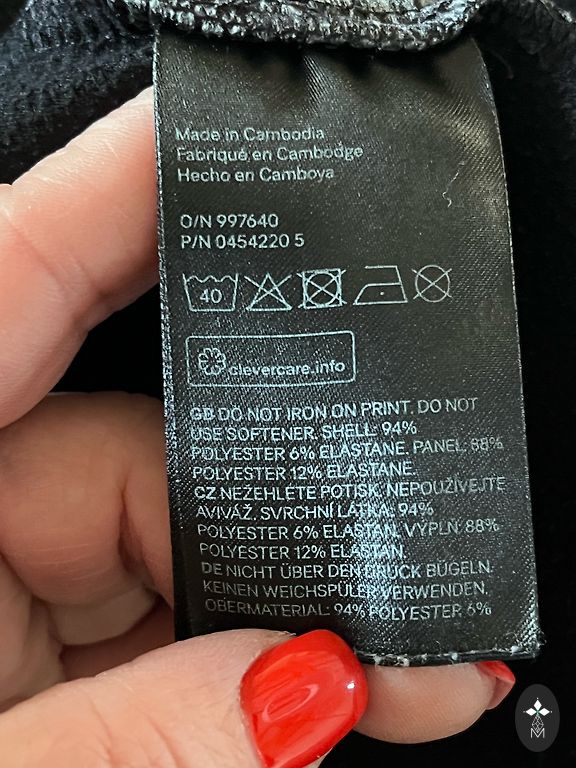 Made in Cambodia
Fabriqué en Cambodge
Hecho en Camboya
O/N 997640
P/N 0454220 5
40
clevercare.info
GB DO NOT IRON ON PRINT. DO NOT
USE SOFTENER. SHELL: 94%
POLYESTER 6% ELASTANE. PANEL: 88%
POLYESTER 12% ELASTANE.
CZ NEŽEHLETE POTISK. NEPOUŽÍVEJTE
AVIVÁŽ. SVRCHNÍ LÁTKA: 94%
POLYESTER 6% ELASTAN. VÝPLŇ: 88%
POLYESTER 12% ELASTAN.
DE NICHT ÜBER DEN DRUCK BÜGELN.
KEINEN WEICHSPÜLER VERWENDEN.
OBERMATERIAL: 94% POLYESTER 6%
M